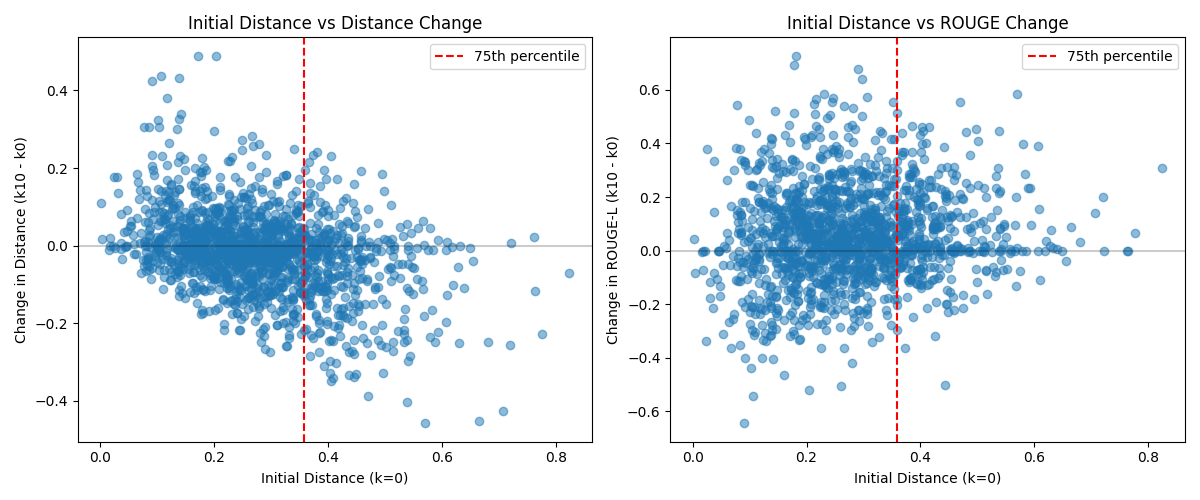 Initial Distance vs Distance Change
75th percentile
Change in Distance (k10 - k0)
0.4
0.2
0.0
−0.2
−0.4
0.0 0.2 0.4 0.6 0.8
Initial Distance (k=0)
Initial Distance vs ROUGE Change
75th percentile
Change in ROUGE-L (k10 - k0)
0.6
0.4
0.2
0.0
−0.2
−0.4
−0.6
0.0 0.2 0.4 0.6 0.8
Initial Distance (k=0)